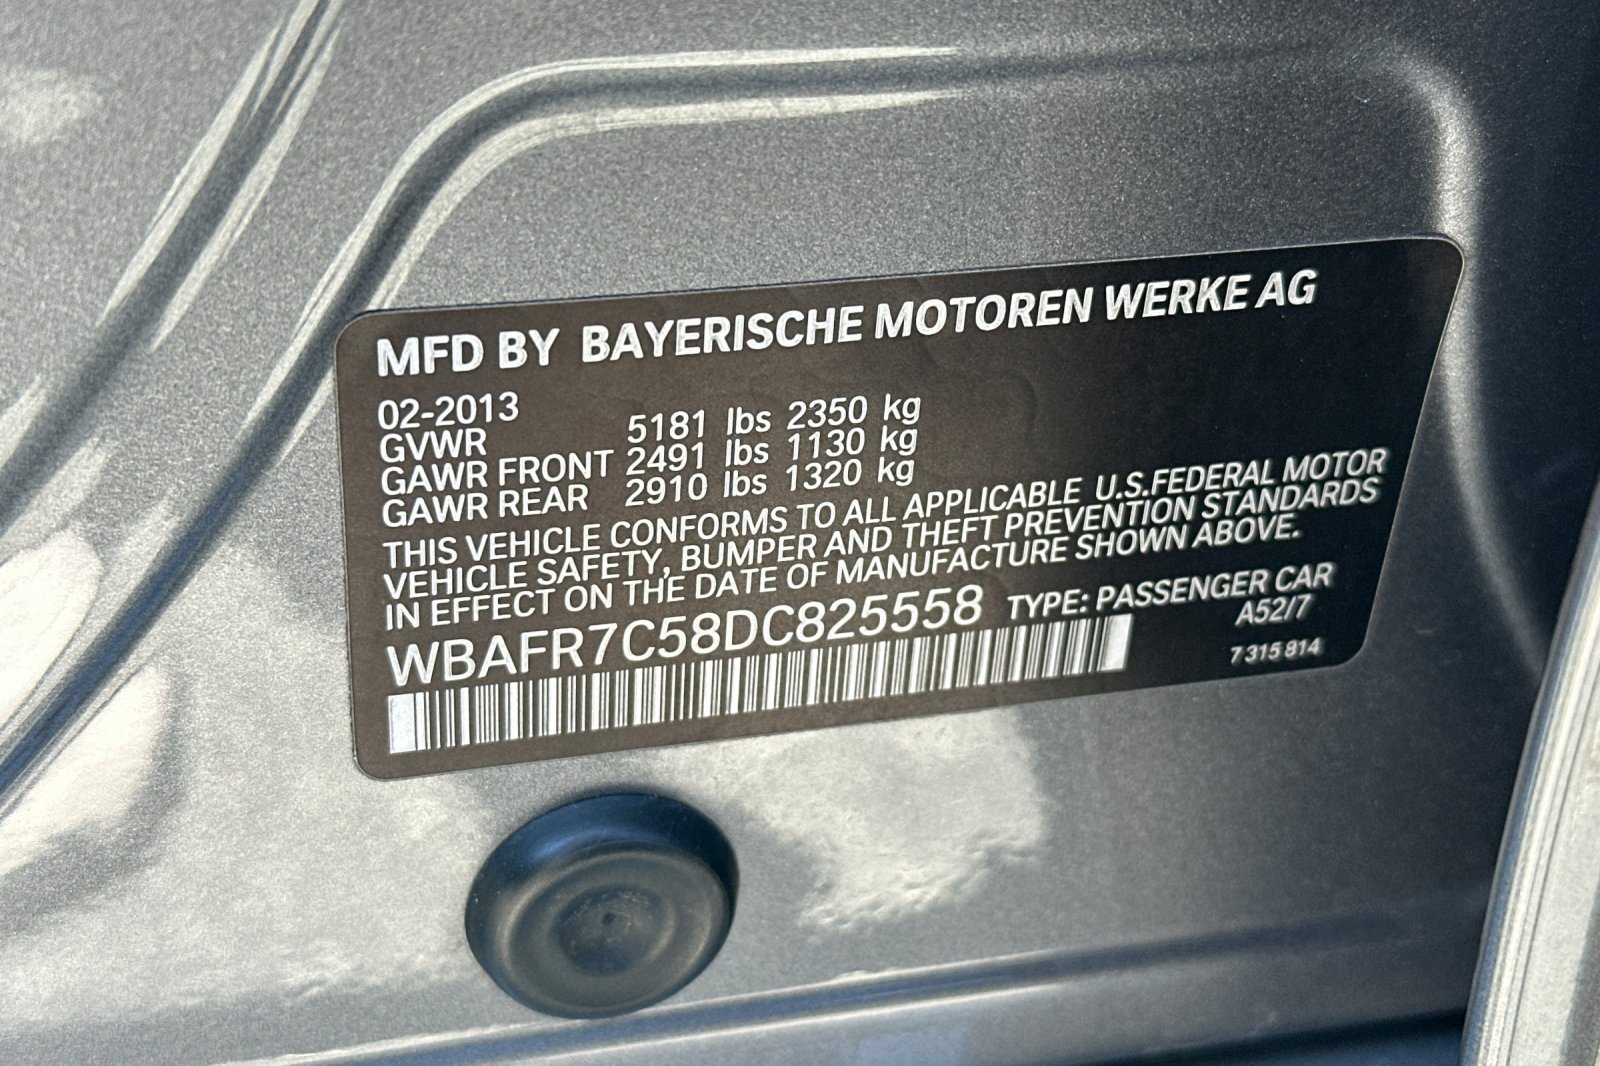 MFD BY BAYERISCHE MOTOREN WERKE AG
02-2013
GVWR 5181 lbs 2350 kg
GAWR FRONT 2491 lbs 1130 kg
GAWR REAR 2910 lbs 1320 kg
THIS VEHICLE CONFORMS TO ALL APPLICABLE U.S.FEDERAL MOTOR
VEHICLE SAFETY, BUMPER AND THEFT PREVENTION STANDARDS
IN EFFECT ON THE DATE OF MANUFACTURE SHOWN ABOVE.
WBAFR7C58DC825558 TYPE: PASSENGER CAR
A52/7
7 315 814